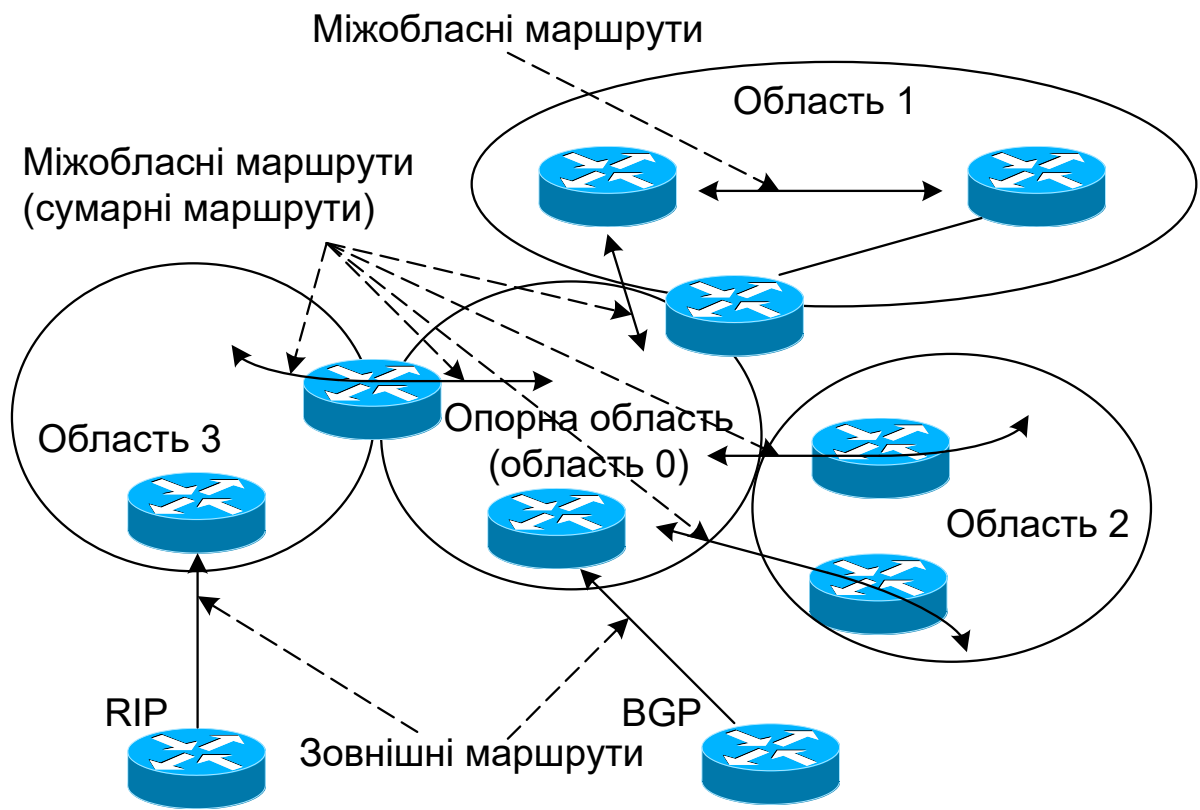 Міжобласні маршрути
Область 1
Міжобласні маршрути
(сумарні маршрути)
Опорна область
(область 0)
Область 3
Область 2
RIP
BGP
Зовнішні маршрути